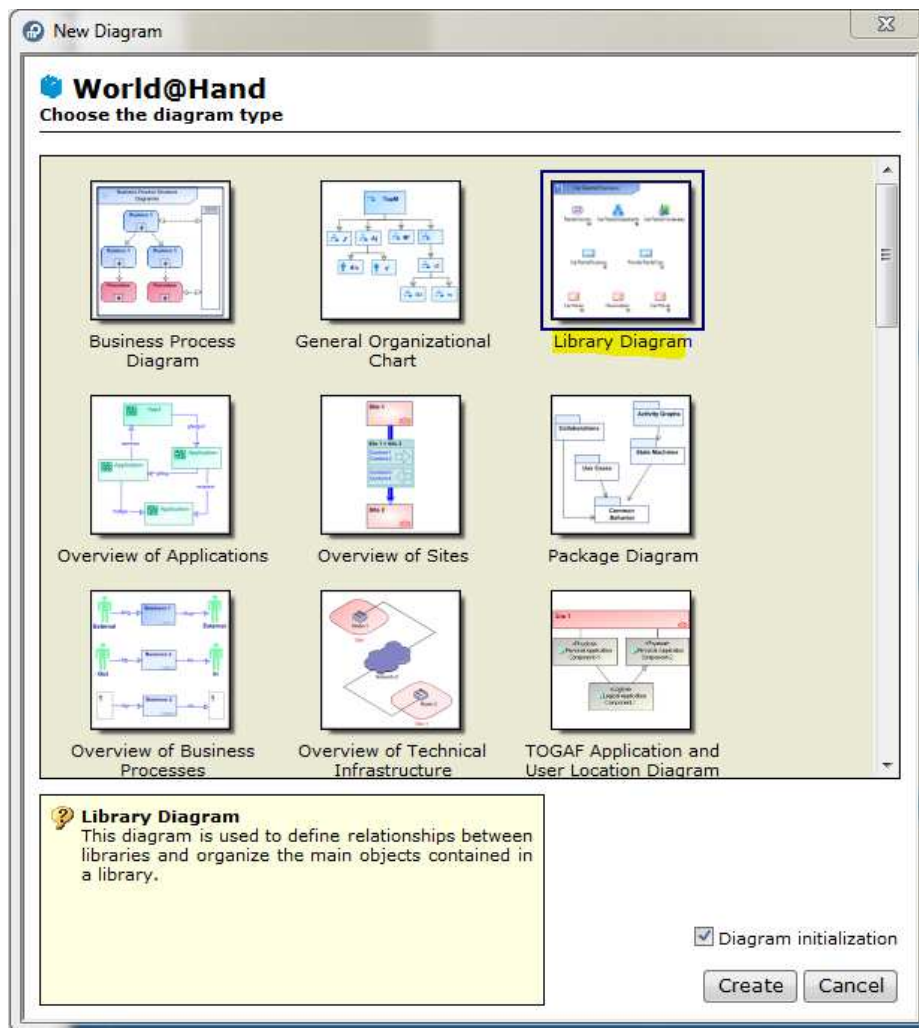 New Diagram
World@Hand
Choose the diagram type
Business Process
Diagram
General Organizational
Chart
Library Diagram
Overview of Applications
Overview of Sites
Package Diagram
Overview of Business
Processes
Overview of Technical
Infrastructure
TOGAF Application and
User Location Diagram
Library Diagram
This diagram is used to define relationships between
libraries and organize the main objects contained in
a library.
Diagram initialization
Create
Cancel